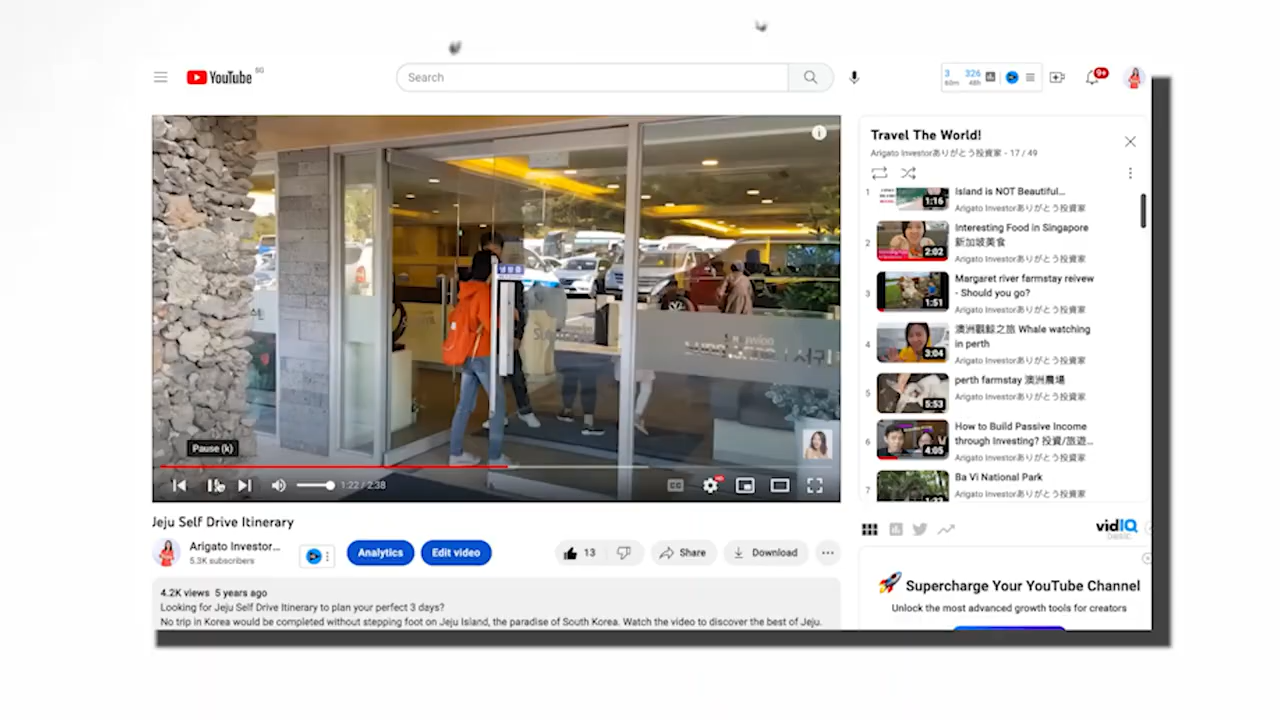 YouTube
SG
Search
3
60m
326
48h
9+
Travel The World!
Arigato Investorありがとう投資家 - 17 / 49
1
1:16
Island is NOT Beautiful...
Arigato Investorありがとう投資家
2
2:02
Interesting Food in Singapore
新加坡美食
Arigato Investorありがとう投資家
3
1:51
Margaret river farmstay reivew
- Should you go?
Arigato Investorありがとう投資家
4
3:04
澳洲觀鯨之旅 Whale watching
in perth
Arigato Investorありがとう投資家
5
5:53
perth farmstay 澳洲農場
Arigato Investorありがとう投資家
6
4:05
How to Build Passive Income
through Investing? 投資/旅遊...
Arigato Investorありがとう投資家
7
1:33
Ba Vi National Park
Arigato Investorありがとう投資家
Pause (k)
1:22 / 2:38
CC
Jeju Self Drive Itinerary
Arigato Investor...
5.3K subscribers
Analytics
Edit video
13
Share
Download
4.2K views 5 years ago
Looking for Jeju Self Drive Itinerary to plan your perfect 3 days?
No trip in Korea would be completed without stepping foot on Jeju Island, the paradise of South Korea. Watch the video to discover the best of Jeju.
vidIQ
BASIC
Supercharge Your YouTube Channel
Unlock the most advanced growth tools for creators